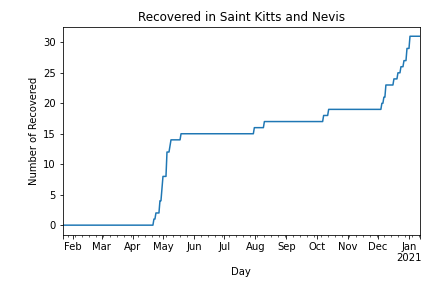 Recovered in Saint Kitts and Nevis
30
25
20
15
10
5
0
Number of Recovered
Feb Mar Apr May Jun Jul Aug Sep Oct Nov Dec Jan
2021
Day